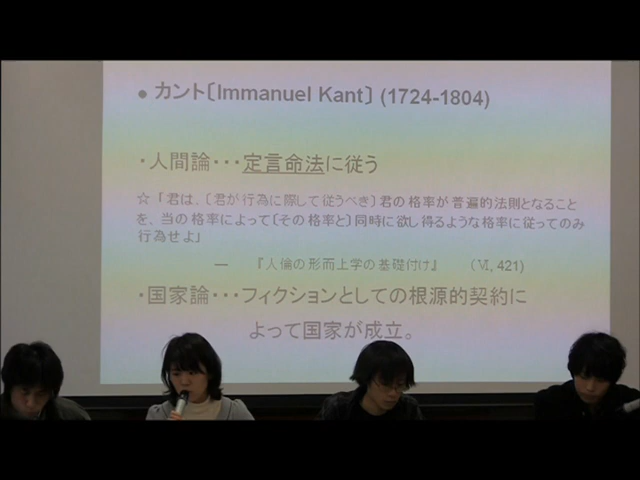 ● カント〔Immanuel Kant〕(1724-1804)
・人間論・・・定言命法に従う
☆「君は,〔君が行為に際して従うべき〕君の格率が普遍的法則となること
を、当の格率によって〔その格率と〕同時に欲し得るような格率に従ってのみ
行為せよ」
― 『人倫の形而上学の基礎付け』 (Ⅵ, 421)
・国家論・・・フィクションとしての根源的契約に
よって国家が成立。